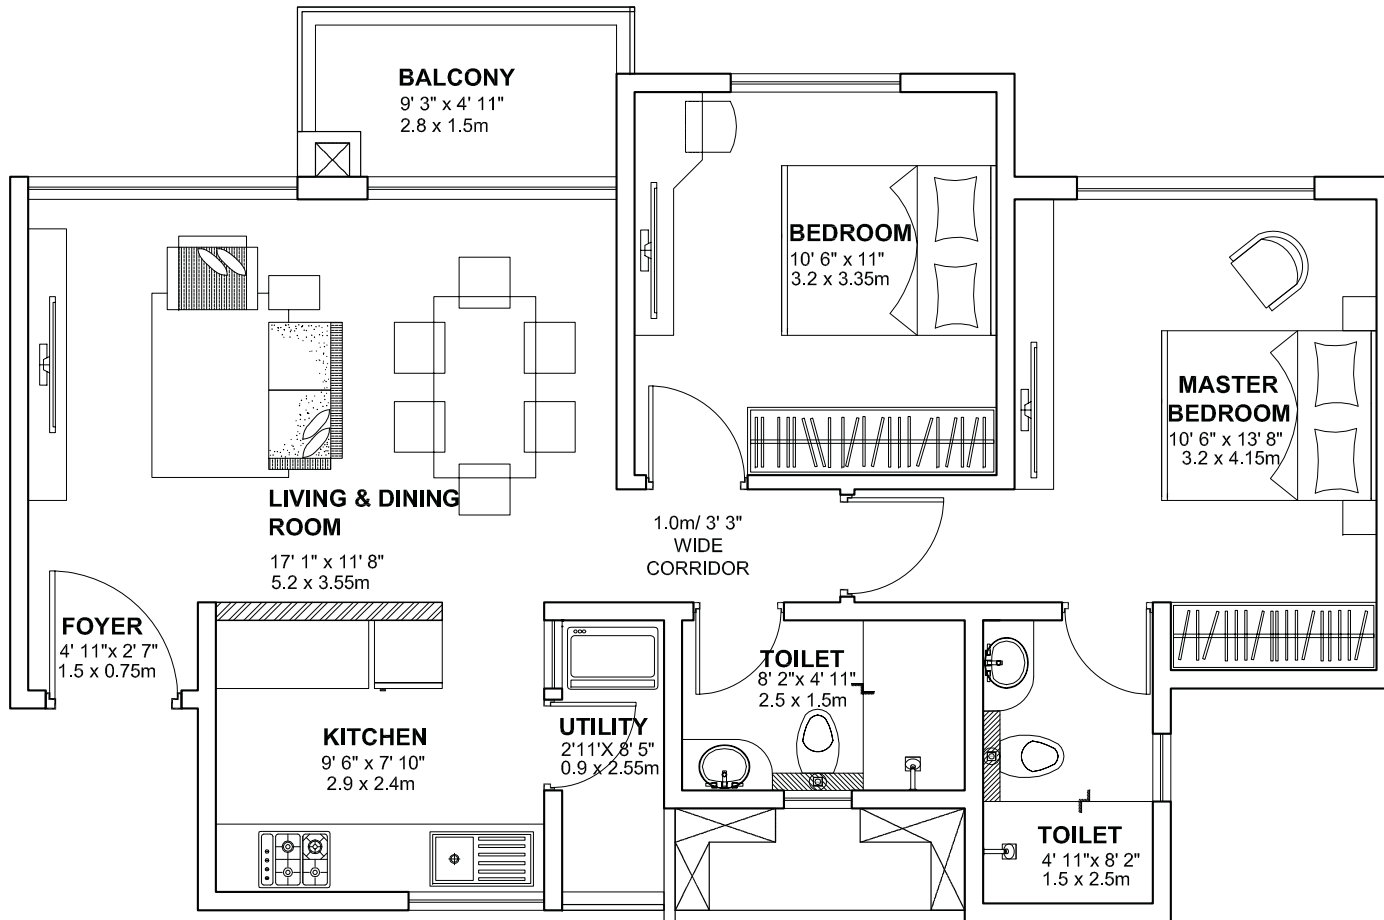 BALCONY
9' 3" x 4' 11"
2.8 x 1.5m
BEDROOM
10' 6" x 11"
3.2 x 3.35m
MASTER
BEDROOM
10' 6" x 13' 8"
3.2 x 4.15m
LIVING & DINING
ROOM
17' 1" x 11' 8"
5.2 x 3.55m
1.0m/ 3' 3"
WIDE
CORRIDOR
FOYER
4' 11"x 2' 7"
1.5 x 0.75m
TOILET
8' 2"x 4' 11"
2.5 x 1.5m
KITCHEN
9' 6" x 7' 10"
2.9 x 2.4m
UTILITY
2'11'X 8' 5"
0.9 x 2.55m
TOILET
4' 11"x 8' 2"
1.5 x 2.5m